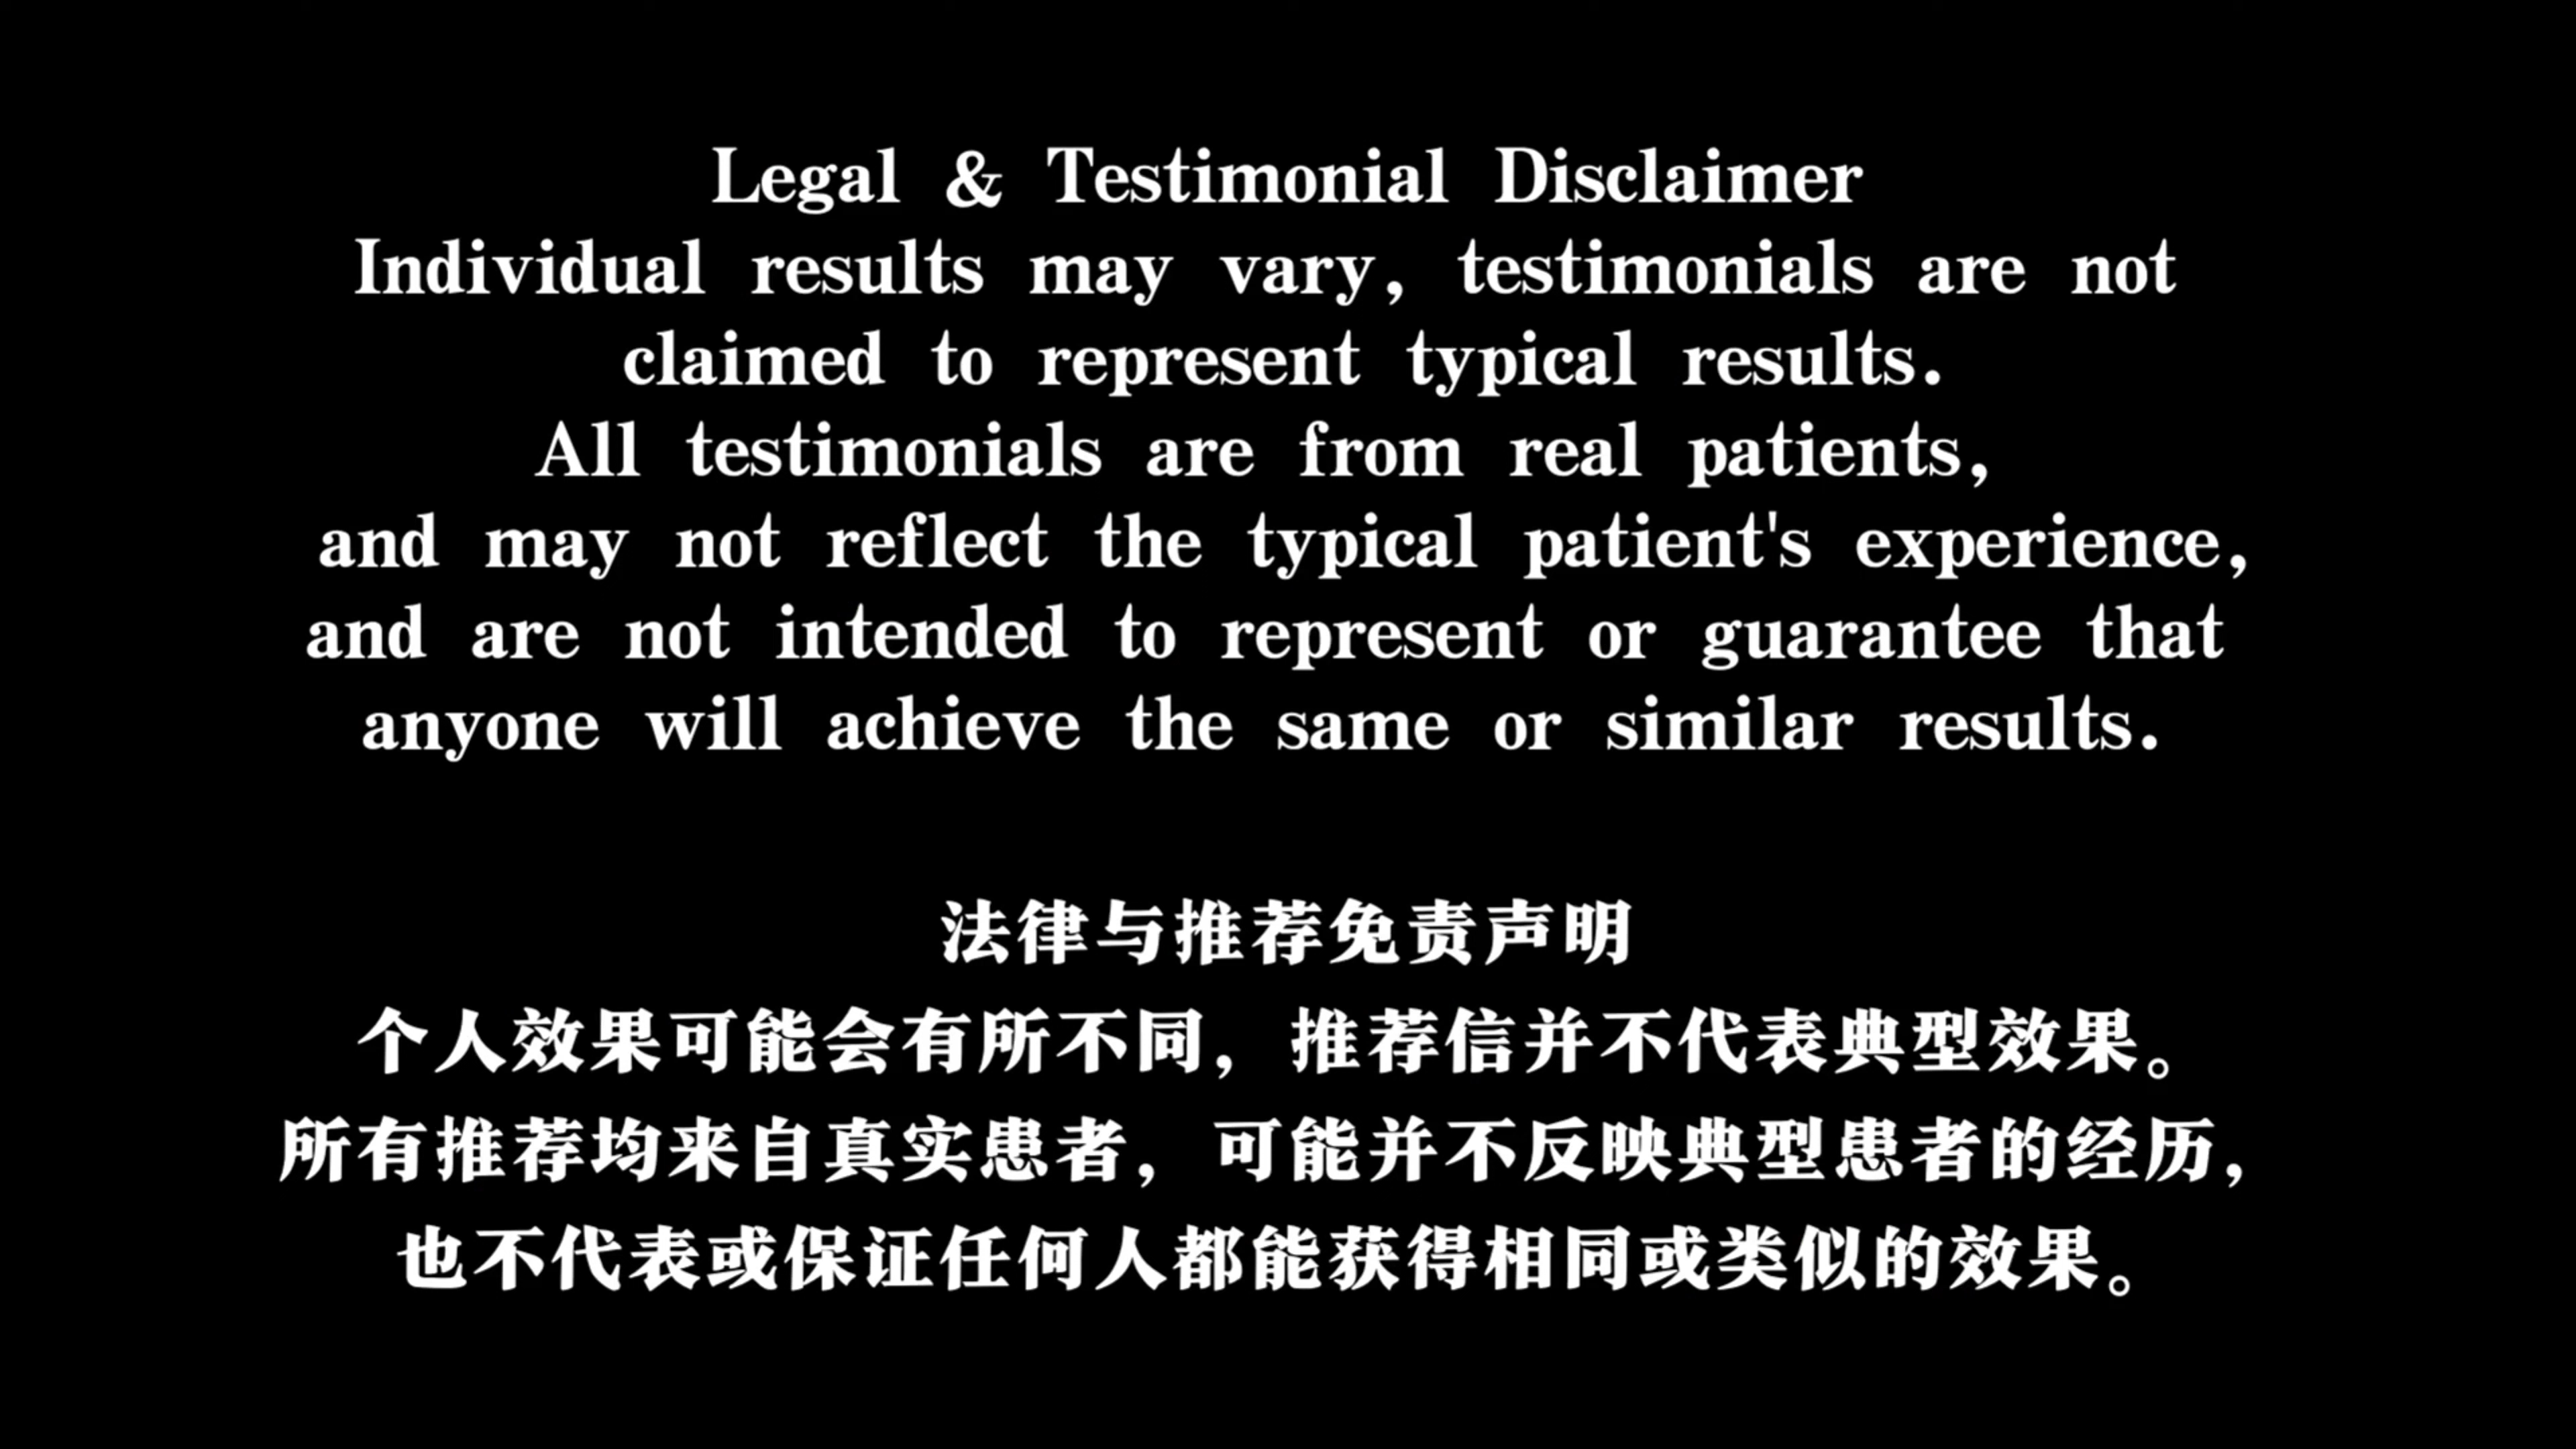 Legal & Testimonial Disclaimer
Individual results may vary, testimonials are not
claimed to represent typical results.
All testimonials are from real patients,
and may not reflect the typical patient's experience,
and are not intended to represent or guarantee that
anyone will achieve the same or similar results.
法律与推荐免责声明
个人效果可能会有所不同，推荐信并不代表典型效果。
所有推荐均来自真实患者，可能并不反映典型患者的经历，
也不代表或保证任何人都能获得相同或类似的效果。